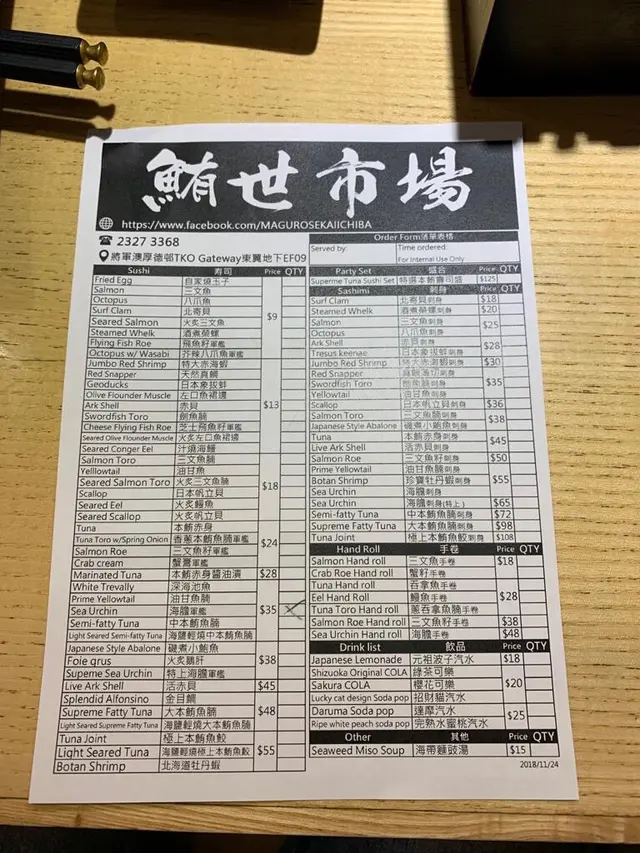 鮪世市場
https://www.facebook.com/MAGUROSEKAIICHIBA
2327 3368
將軍澳厚德邨TKO Gateway東翼地下EF09
Order Form落單表格
Served by:
Time ordered:
For Internal Use Only
Sushi 壽司 Price QTY
Fried Egg 自家燒玉子
Salmon 三文魚
Octopus 八爪魚
Surf Clam 北寄貝
$9
Seared Salmon 火炙三文魚
Steamed Whelk 酒煮榮螺
Flying Fish Roe 飛魚籽軍艦
Octopus w/ Wasabi 芥辣八爪魚軍艦
Jumbo Red Shrimp 特大赤海蝦
Red Snapper 天然真鯛
Geoducks 日本象拔蚌
Olive Flounder Muscle 左口魚裙邊
Ark Shell 赤貝 $13
Swordfish Toro 劍魚腩
Cheese Flying Fish Roe 芝士飛魚籽軍艦
Seared Olive Flounder Muscle 火炙左口魚裙邊
Seared Conger Eel 汁燒海鰻
Salmon Toro 三文魚腩
Yelllowtail 油甘魚
Seared Salmon Toro 火炙三文魚腩 $18
Scallop 日本帆立貝
Seared Eel 火炙鰻魚
Seared Scallop 火炙帆立貝
Tuna 本鮪赤身
Tuna Toro w/Spring Onion 香蔥本鮪魚腩軍艦 $24
Salmon Roe 三文魚籽軍艦
Crab cream 蟹膏軍艦
Marinated Tuna 本鮪赤身醬油漬 $28
White Trevally 深海池魚
Prime Yellowtail 油甘魚腩
Sea Urchin 海膽軍艦 $35
Semi-fatty Tuna 中本鮪魚腩
Light Seared Semi-fatty Tuna 海鹽輕燒中本鮪魚腩
Japanese Style Abalone 磯煮小鮑魚
Foie qrus 火炙鵝肝 $38
Supeme Sea Urchin 特上海膽軍艦
Live Ark Shell 活赤貝 $45
Splendid Alfonsino 金目鯛
Supreme Fatty Tuna 大本鮪魚腩 $48
Light Seared Supreme Fatty Tuna 海鹽輕燒大本鮪魚腩
Tuna Joint 極上本鮪魚鮫
Light Seared Tuna 海鹽輕燒極上本鮪魚鮫 $55
Botan Shrimp 北海道牡丹蝦
Party Set 盛合 Price QTY
Superme Tuna Sushi Set 特選本鮪壽司盛 $125
Sashimi 刺身 Price QTY
Surf Clam 北寄貝刺身 $18
Steamed Whelk 酒煮榮螺刺身 $20
Salmon 三文魚刺身 $25
Octopus 八爪魚刺身
Ark Shell 赤貝刺身 $28
Tresus keenae 日本象拔蚌刺身
Jumbo Red Shrimp 特大赤海蝦刺身 $30
Red Snapper 真鯛薄切刺身
Swordfish Toro 劍魚腩刺身 $35
Yellowtail 油甘魚刺身
Scallop 日本帆立貝刺身 $36
Salmon Toro 三文魚腩刺身 $38
Japanese Style Abalone 磯煮小鮑魚刺身
Tuna 本鮪赤身刺身 $45
Live Ark Shell 活赤貝刺身
Salmon Roe 三文魚籽刺身 $50
Prime Yellowtail 油甘魚腩刺身
Botan Shrimp 珍寶牡丹蝦刺身 $55
Sea Urchin 海膽刺身
Sea Urchin 海膽刺身(特上) $65
Semi-fatty Tuna 中本鮪魚腩刺身 $72
Supreme Fatty Tuna 大本鮪魚腩刺身 $98
Tuna Joint 極上本鮪魚鮫刺身 $108
Hand Roll 手卷 Price QTY
Salmon Hand roll 三文魚手卷 $18
Crab Roe Hand roll 蟹籽手卷
Tuna Hand roll 吞拿魚手卷
Eel Hand Roll 鰻魚手卷 $28
Tuna Toro Hand roll 蔥吞拿魚腩手卷
Salmon Roe Hand roll 三文魚籽手卷 $38
Sea Urchin Hand roll 海膽手卷 $48
Drink list 飲品 Price QTY
Japanese Lemonade 元祖波子汽水 $18
Shizuoka Original COLA 綠茶可樂
Sakura COLA 櫻花可樂 $20
Lucky cat design Soda pop 招財貓汽水
Daruma Soda pop 達摩汽水 $25
Ripe white peach soda pop 完熟水蜜桃汽水
Other 其他 Price QTY
Seaweed Miso Soup 海帶麵豉湯 $15
2018/11/24